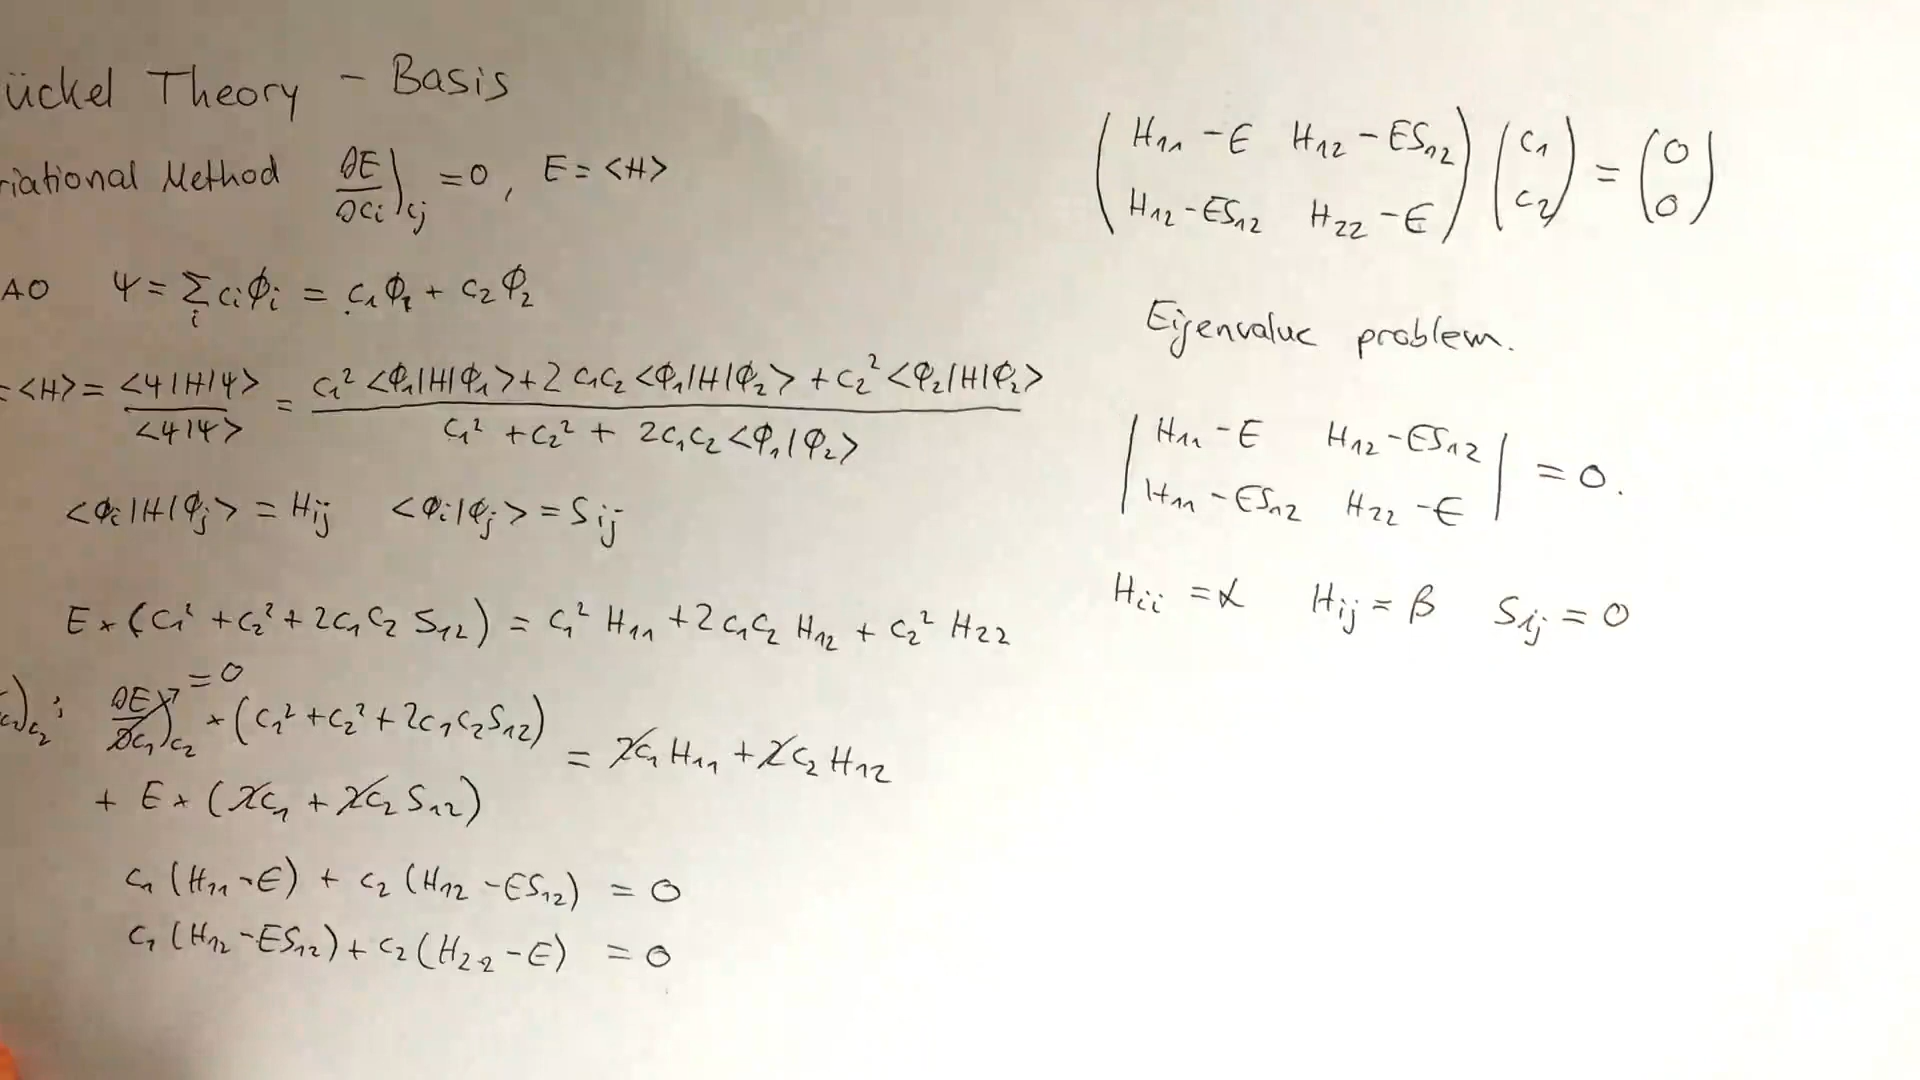 ückel Theory - Basis
riational Method ∂E/∂ci)cj = 0, E = <H>
AO Ψ = Σi ciΦi = c1Φ1 + c2Φ2
= <H> = <Ψ|H|Ψ>/<Ψ|Ψ> = (c1² <Φ1|H|Φ1> + 2 c1c2 <Φ1|H|Φ2> + c2² <Φ2|H|Φ2>)/(c1² + c2² + 2c1c2 <Φ1|Φ2>)
<Φi|H|Φj> = Hij <Φi|Φj> = Sij
E × (c1² + c2² + 2c1c2 S12) = c1² H11 + 2c1c2 H12 + c2² H22
)c2: ∂E/∂c1)c2 = 0 × (c1² + c2² + 2c1c2S12)
+ E × (2c1 + 2c2 S12) = 2c1 H11 + 2c2 H12
c1 (H11 - E) + c2 (H12 - ES12) = 0
c1 (H12 - ES12) + c2 (H22 - E) = 0
(H11 - E H12 - ES12) (c1) = (0)
(H12 - ES12 H22 - E) (c2) (0)
Eigenvalue problem.
|H11 - E H12 - ES12| = 0.
|H11 - ES12 H22 - E|
Hii = α Hij = β Sij = 0